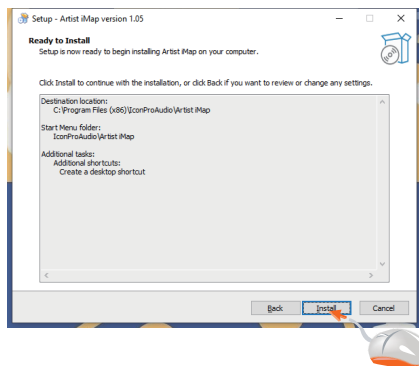 Setup - Artist iMap version 1.05
Ready to Install
Setup is now ready to begin installing Artist iMap on your computer.
Click Install to continue with the installation, or click Back if you want to review or change any settings.
Destination location:
C:\Program Files (x86)\IconProAudio\Artist iMap
Start Menu folder:
IconProAudio\Artist iMap
Additional tasks:
Additional shortcuts:
Create a desktop shortcut
Back Install Cancel